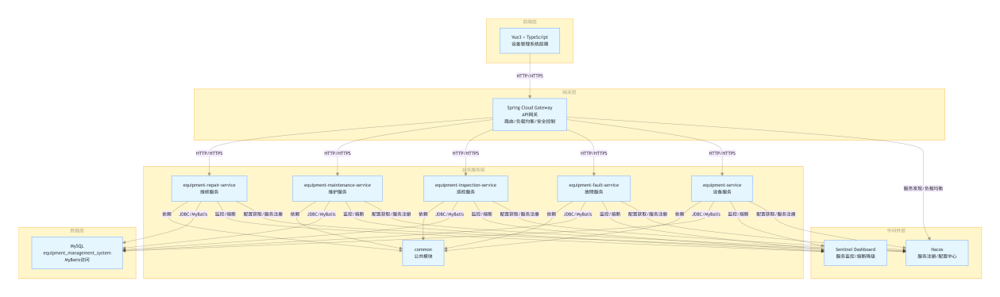 前端层
Vue3 + TypeScript
设备管理系统前端
HTTP/HTTPS
网关层
Spring Cloud Gateway
API网关
路由/负载均衡/安全控制
HTTP/HTTPS
HTTP/HTTPS
HTTP/HTTPS
HTTP/HTTPS
HTTP/HTTPS
服务发现/负载均衡
业务服务层
equipment-repair-service
维修服务
equipment-maintenance-service
维护服务
equipment-inspection-service
巡检服务
equipment-fault-service
故障服务
equipment-service
设备服务
依赖
JDBC/MyBatis
监控/熔断
配置获取/服务注册
依赖
JDBC/MyBatis
监控/熔断
配置获取/服务注册
依赖
JDBC/MyBatis
监控/熔断
配置获取/服务注册
依赖
JDBC/MyBatis
监控/熔断
配置获取/服务注册
依赖
JDBC/MyBatis
监控/熔断
配置获取/服务注册
数据层
MySQL
equipment_management_system
MyBatis访问
common
公共模块
中间件层
Sentinel Dashboard
服务监控/熔断降级
Nacos
服务注册/配置中心